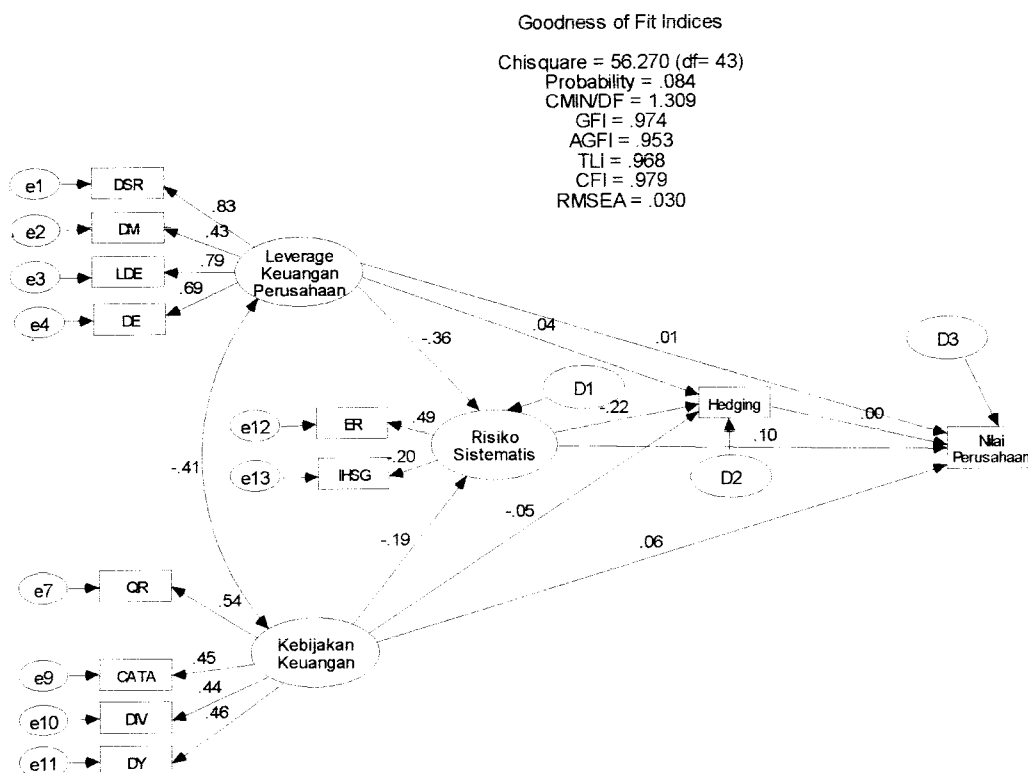 Goodness of Fit Indices
Chisquare = 56.270 (df= 43)
Probability = .084
CMIN/DF = 1.309
GFI = .974
AGFI = .953
TLI = .968
CFI = .979
RMSEA = .030
e1
DSR
.83
e2
DM
.43
e3
LDE
.79
e4
DE
.69
Leverage
Keuangan
Perusahaan
.04
.01
D3
-.36
D1
-.22
Hedging
.00
e12
ER
.49
Risiko
Sistematis
.10
Nilai
Perusahaan
e13
IHSG
-.20
D2
-.41
-.05
-.19
.06
e7
QR
.54
Kebijakan
Keuangan
e9
CATA
.45
e10
DIV
.44
e11
DY
.46